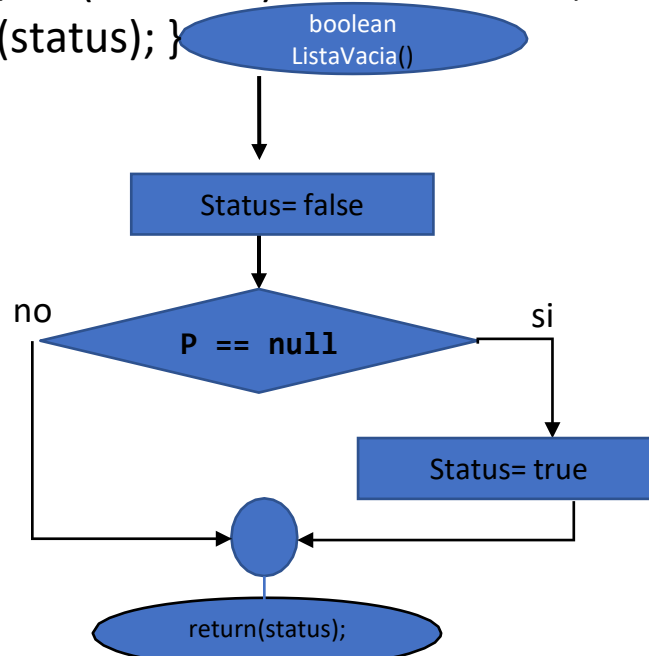 (status); }
boolean
ListaVacia()
Status= false
no
si
P == null
Status= true
return(status);